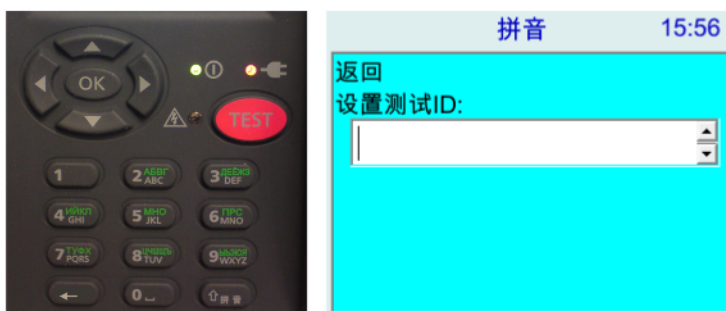 OK
TEST
1
2 АБВГ ABC
3 ДЕЁЖЗ DEF
4 ИЙКЛ GHI
5 МНО JKL
6 ПРС MNO
7 ТУФХ PQRS
8 TUV
9 WXYZ
0
拼音
拼音 15:56
返回
设置测试ID: